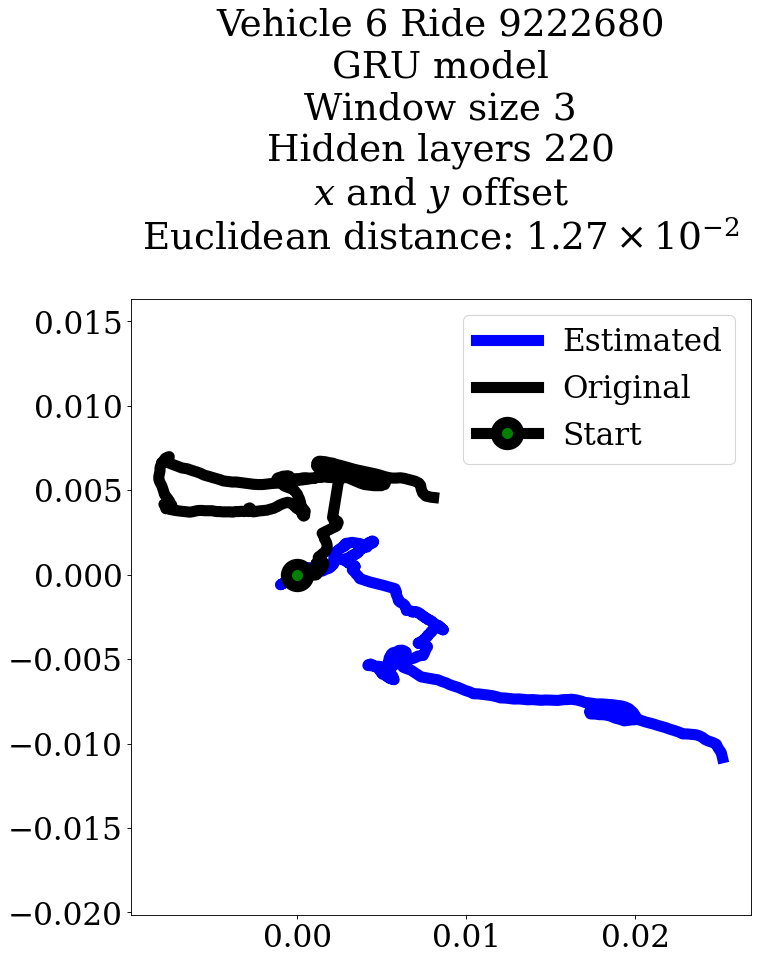 Vehicle 6 Ride 9222680
GRU model
Window size 3
Hidden layers 220
x and y offset
Euclidean distance: 1.27 × 10⁻²
Estimated
Original
Start
0.015
0.010
0.005
0.000
−0.005
−0.010
−0.015
−0.020
0.00 0.01 0.02